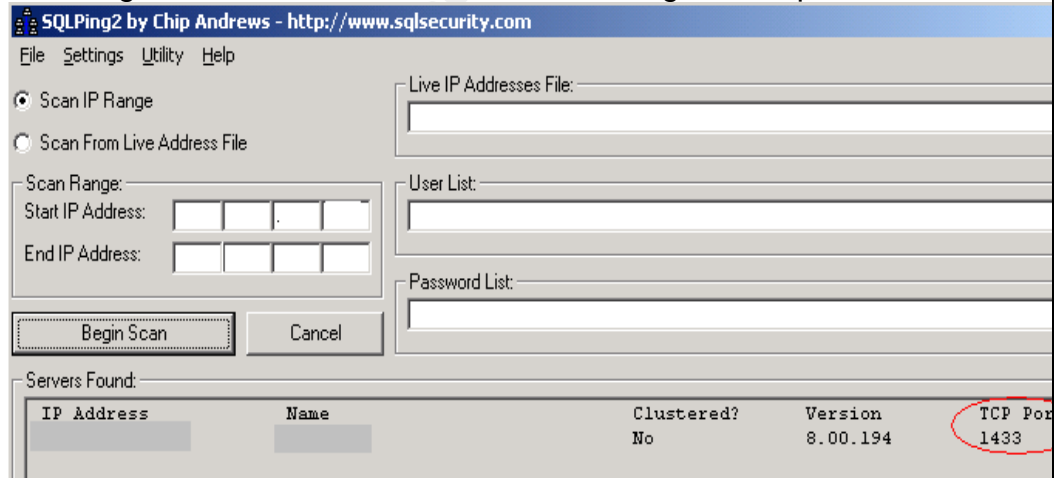 SQLPing2 by Chip Andrews - http://www.sqlsecurity.com
File Settings Utility Help
Scan IP Range
Scan From Live Address File
Live IP Addresses File:
Scan Range:
Start IP Address: .
End IP Address:
User List:
Password List:
Begin Scan Cancel
Servers Found:
IP Address Name Clustered? Version TCP Por
No 8.00.194 1433